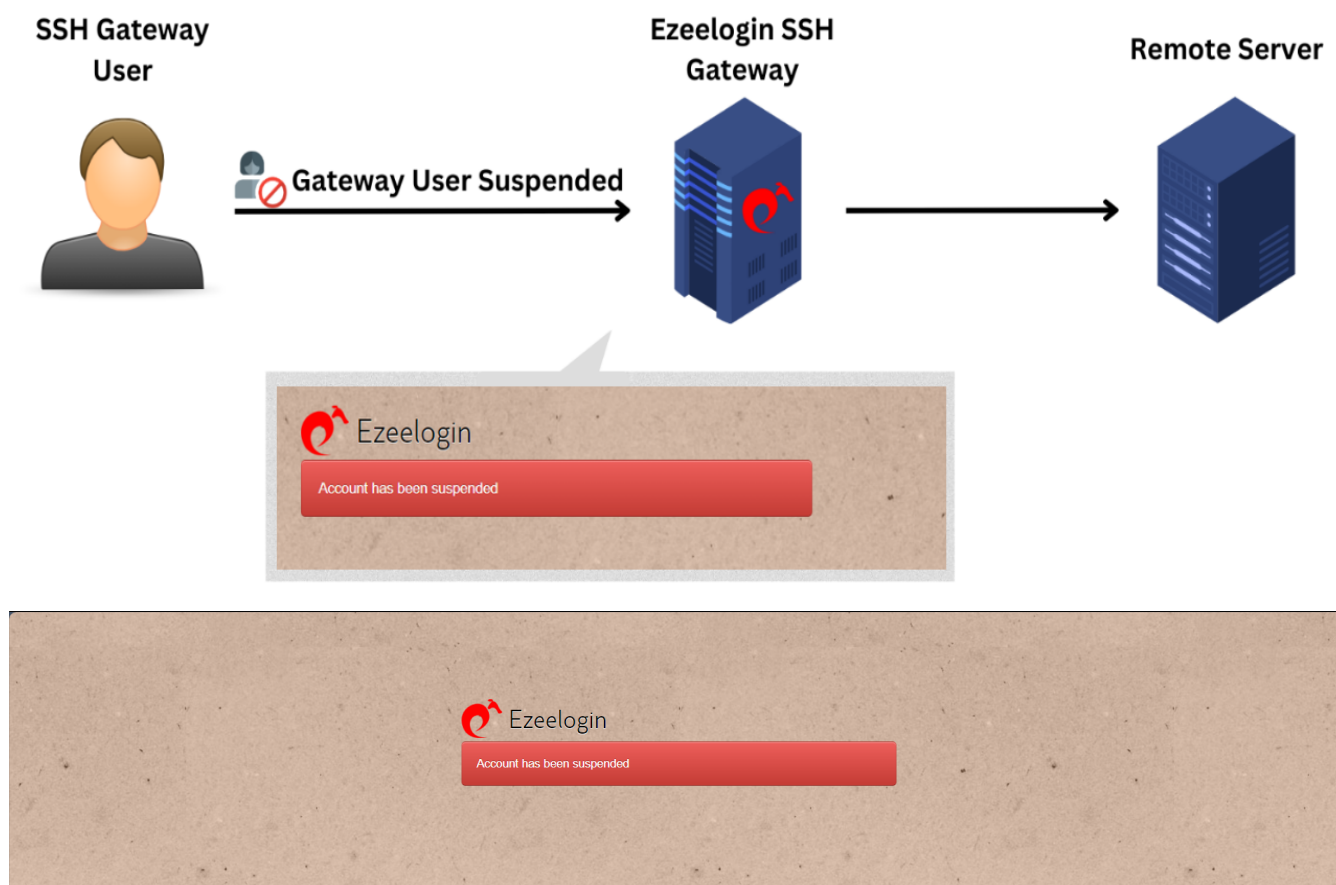 SSH Gateway
User
Ezeelogin SSH
Gateway
Remote Server
Gateway User Suspended
Ezeelogin
Account has been suspended
Ezeelogin
Account has been suspended